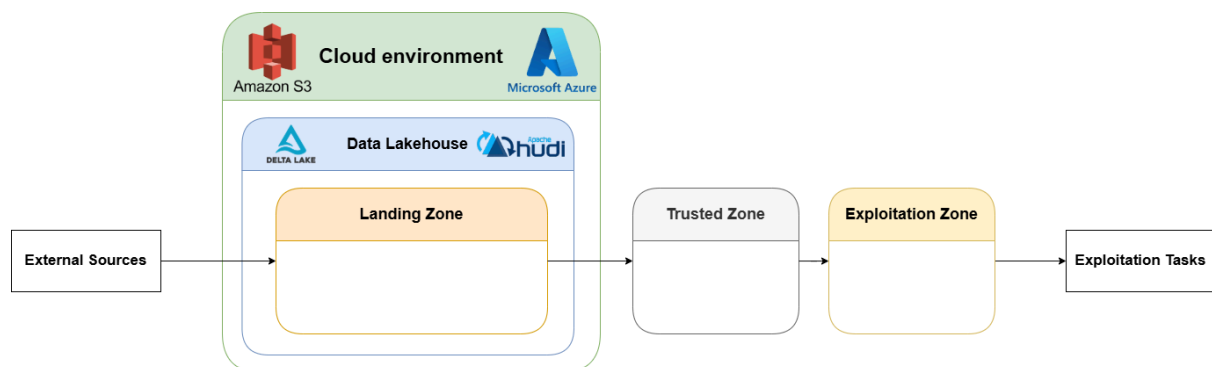 Cloud environment
Amazon S3
Microsoft Azure
DELTA LAKE
Data Lakehouse
Apache
hudi
Landing Zone
Trusted Zone
Exploitation Zone
External Sources
Exploitation Tasks